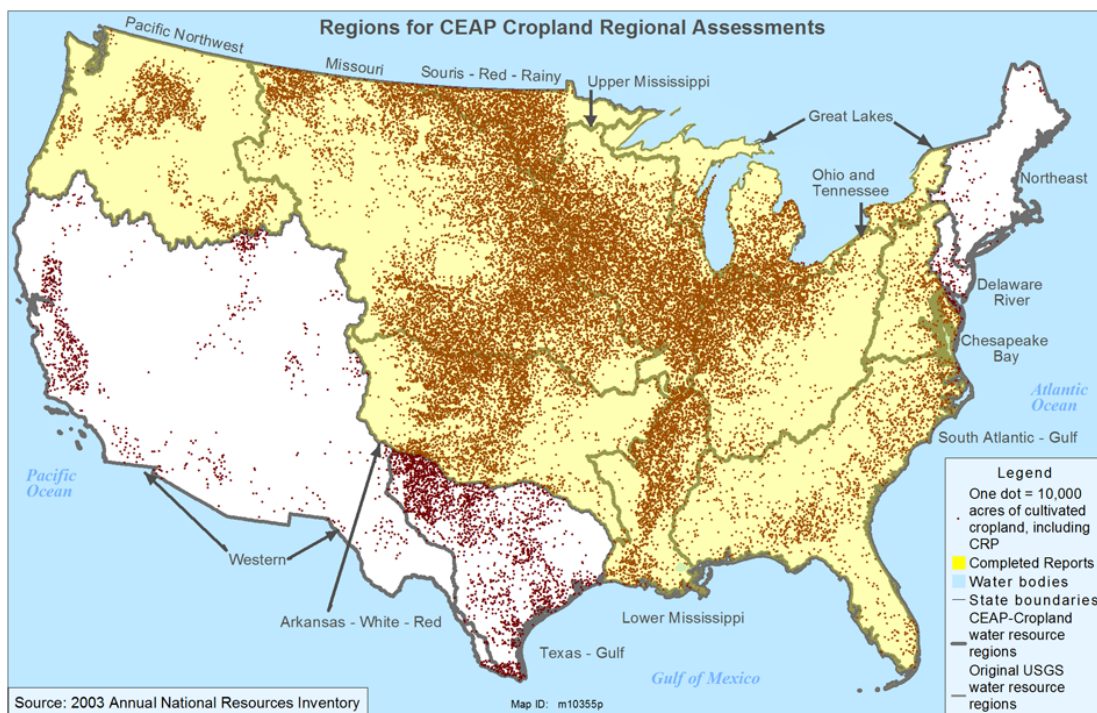 Regions for CEAP Cropland Regional Assessments
Pacific Northwest
Missouri
Souris - Red - Rainy
Upper Mississippi
Great Lakes
Ohio and
Tennessee
Northeast
Delaware
River
Chesapeake
Bay
Atlantic
Ocean
South Atlantic - Gulf
Pacific
Ocean
Western
Arkansas - White - Red
Texas - Gulf
Lower Mississippi
Gulf of Mexico
Legend
One dot = 10,000
acres of cultivated
cropland, including
CRP
Completed Reports
Water bodies
State boundaries
CEAP-Cropland
water resource
regions
Original USGS
water resource
regions
Source: 2003 Annual National Resources Inventory
Map ID: m10355p